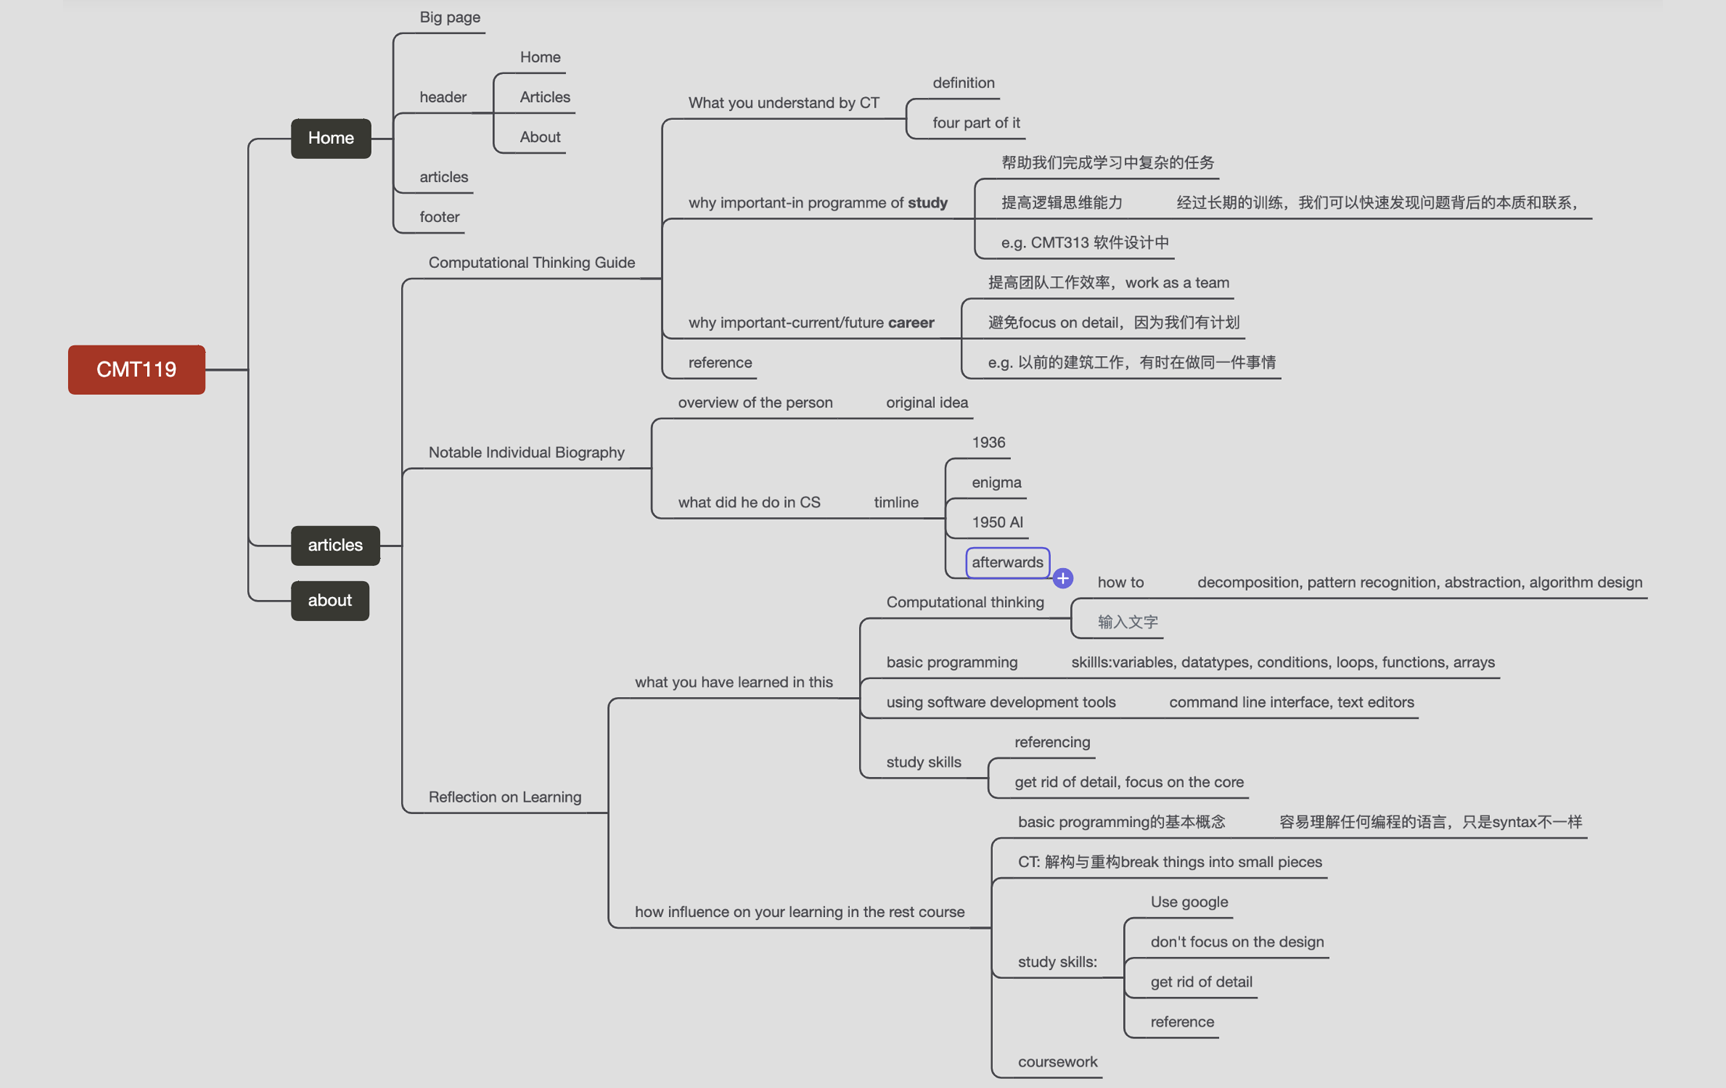 CMT119
Home
Big page
header
Home
Articles
About
articles
footer
articles
Computational Thinking Guide
What you understand by CT
definition
four part of it
why important-in programme of study
帮助我们完成学习中复杂的任务
提高逻辑思维能力
经过长期的训练，我们可以快速发现问题背后的本质和联系，
e.g. CMT313 软件设计中
why important-current/future career
提高团队工作效率，work as a team
避免focus on detail，因为我们有计划
e.g. 以前的建筑工作，有时在做同一件事情
reference
Notable Individual Biography
overview of the person
original idea
what did he do in CS
timline
1936
enigma
1950 AI
afterwards
Reflection on Learning
what you have learned in this
Computational thinking
how to
decomposition, pattern recognition, abstraction, algorithm design
输入文字
basic programming
skillls:variables, datatypes, conditions, loops, functions, arrays
using software development tools
command line interface, text editors
study skills
referencing
get rid of detail, focus on the core
how influence on your learning in the rest course
basic programming的基本概念
容易理解任何编程的语言，只是syntax不一样
CT: 解构与重构break things into small pieces
study skills:
Use google
don't focus on the design
get rid of detail
reference
coursework
about